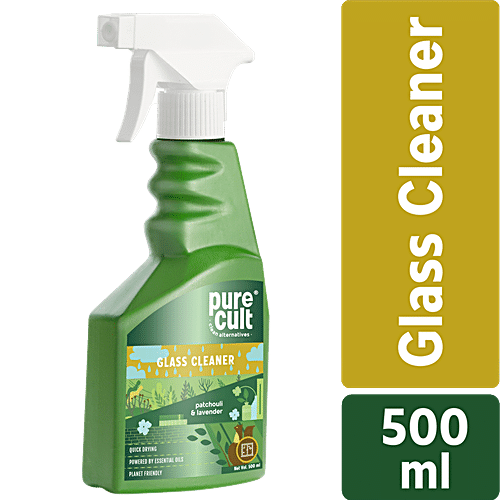 pure
cult
clean alternatives
GLASS CLEANER
patchouli
& lavender
QUICK DRYING
POWERED BY ESSENTIAL OILS
PLANET FRIENDLY
Net Vol. 500 ml
Glass Cleaner
500
ml